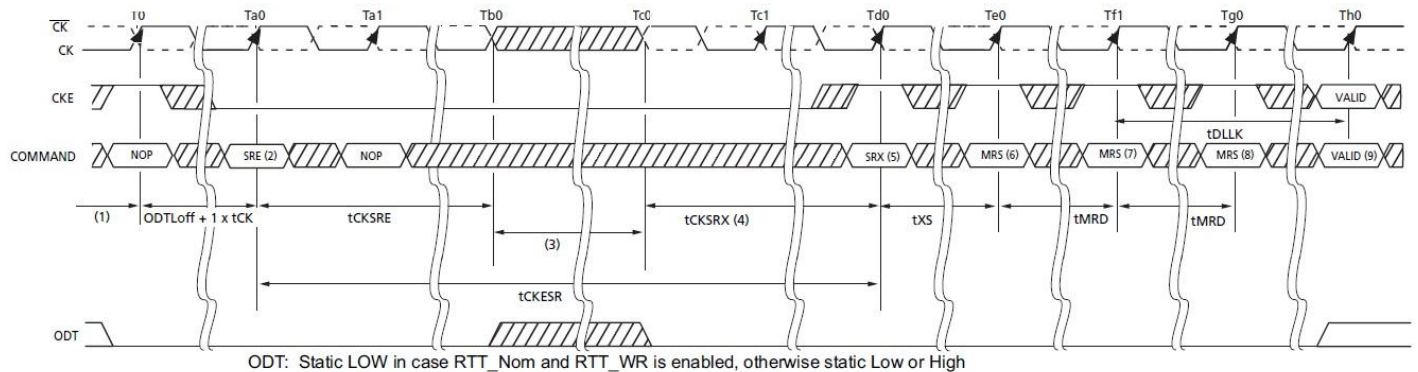 T0 Ta0 Ta1 Tb0 Tc0 Tc1 Td0 Te0 Tf1 Tg0 Th0
CK
CK
CKE VALID
tDLLK
COMMAND NOP SRE (2) NOP SRX (5) MRS (6) MRS (7) MRS (8) VALID (9)
(1) ODTLoff + 1 x tCK tCKSRE tCKSRX (4) tXS tMRD tMRD
(3)
tCKESR
ODT
ODT: Static LOW in case RTT_Nom and RTT_WR is enabled, otherwise static Low or High